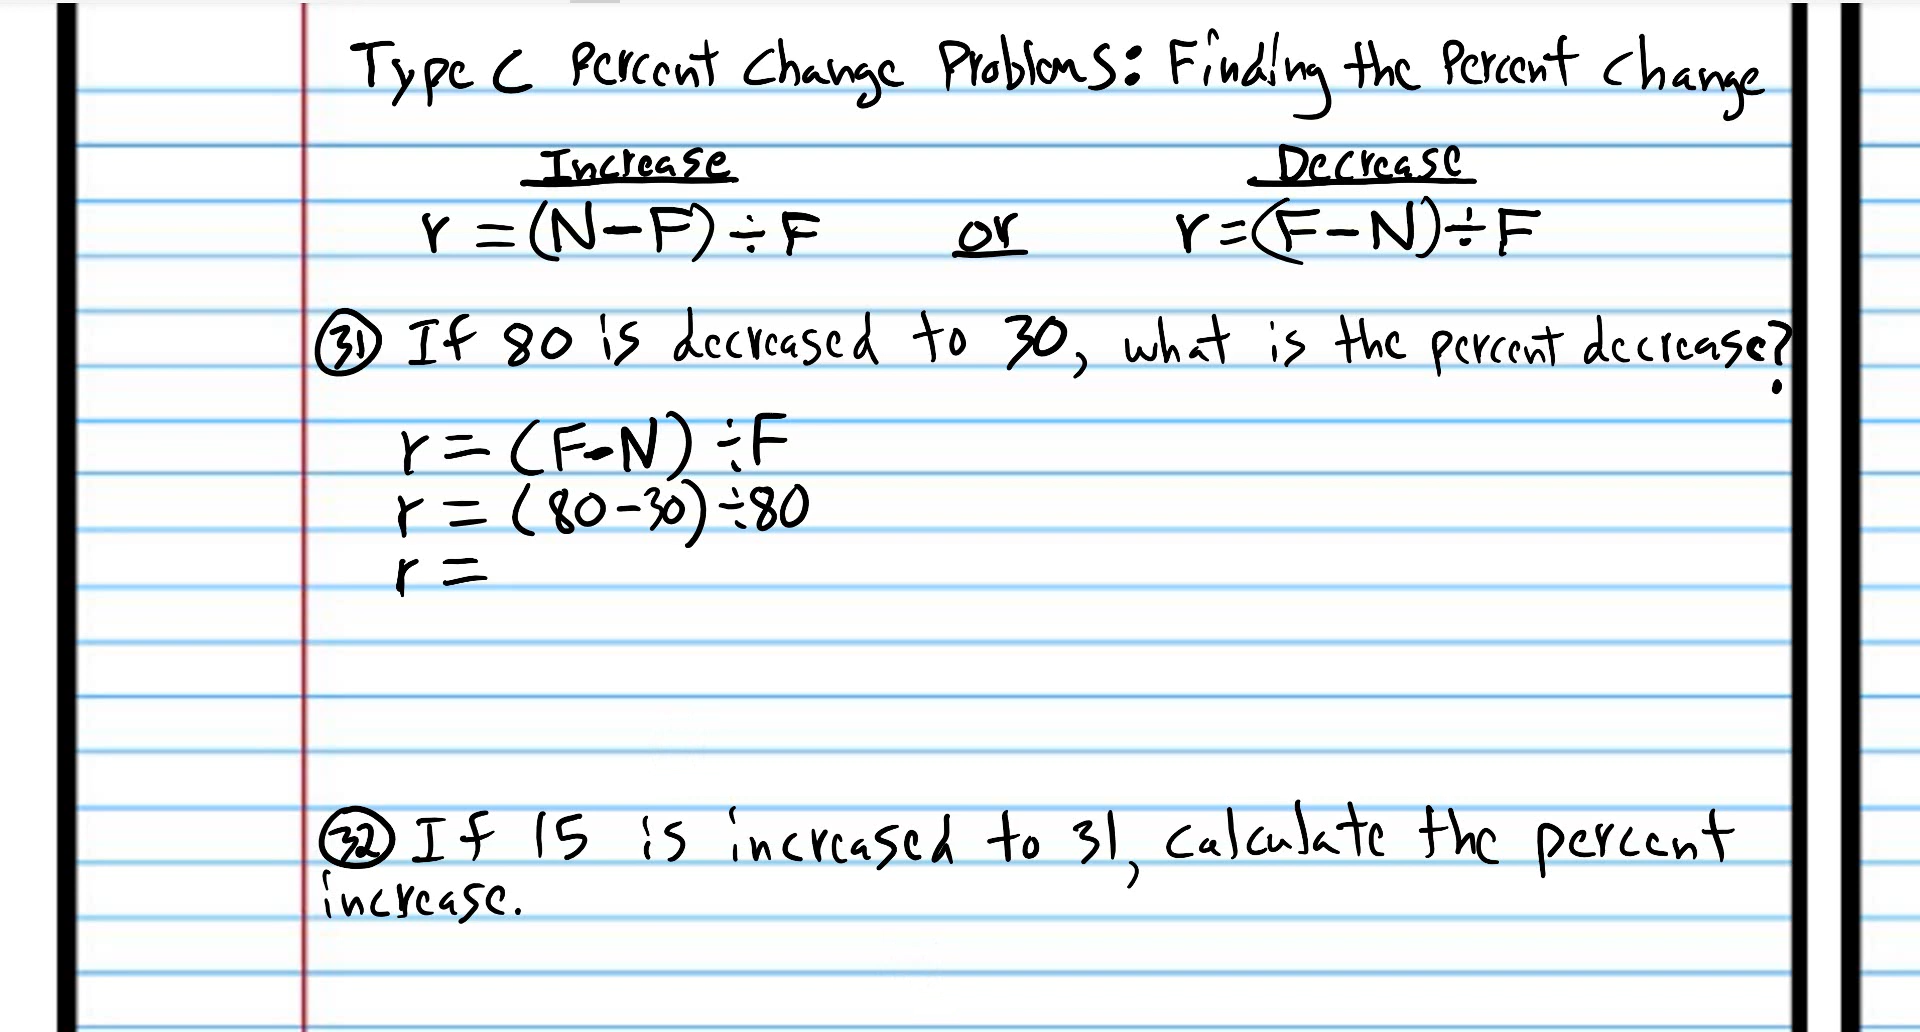 Type C Percent Change Problems: Finding the Percent Change
Increase Decrease
r = (N-F) ÷ F or r = (F-N) ÷ F
31) If 80 is decreased to 30, what is the percent decrease?
r = (F-N) ÷ F
r = (80-30) ÷ 80
r =
32) If 15 is increased to 31, calculate the percent
increase.